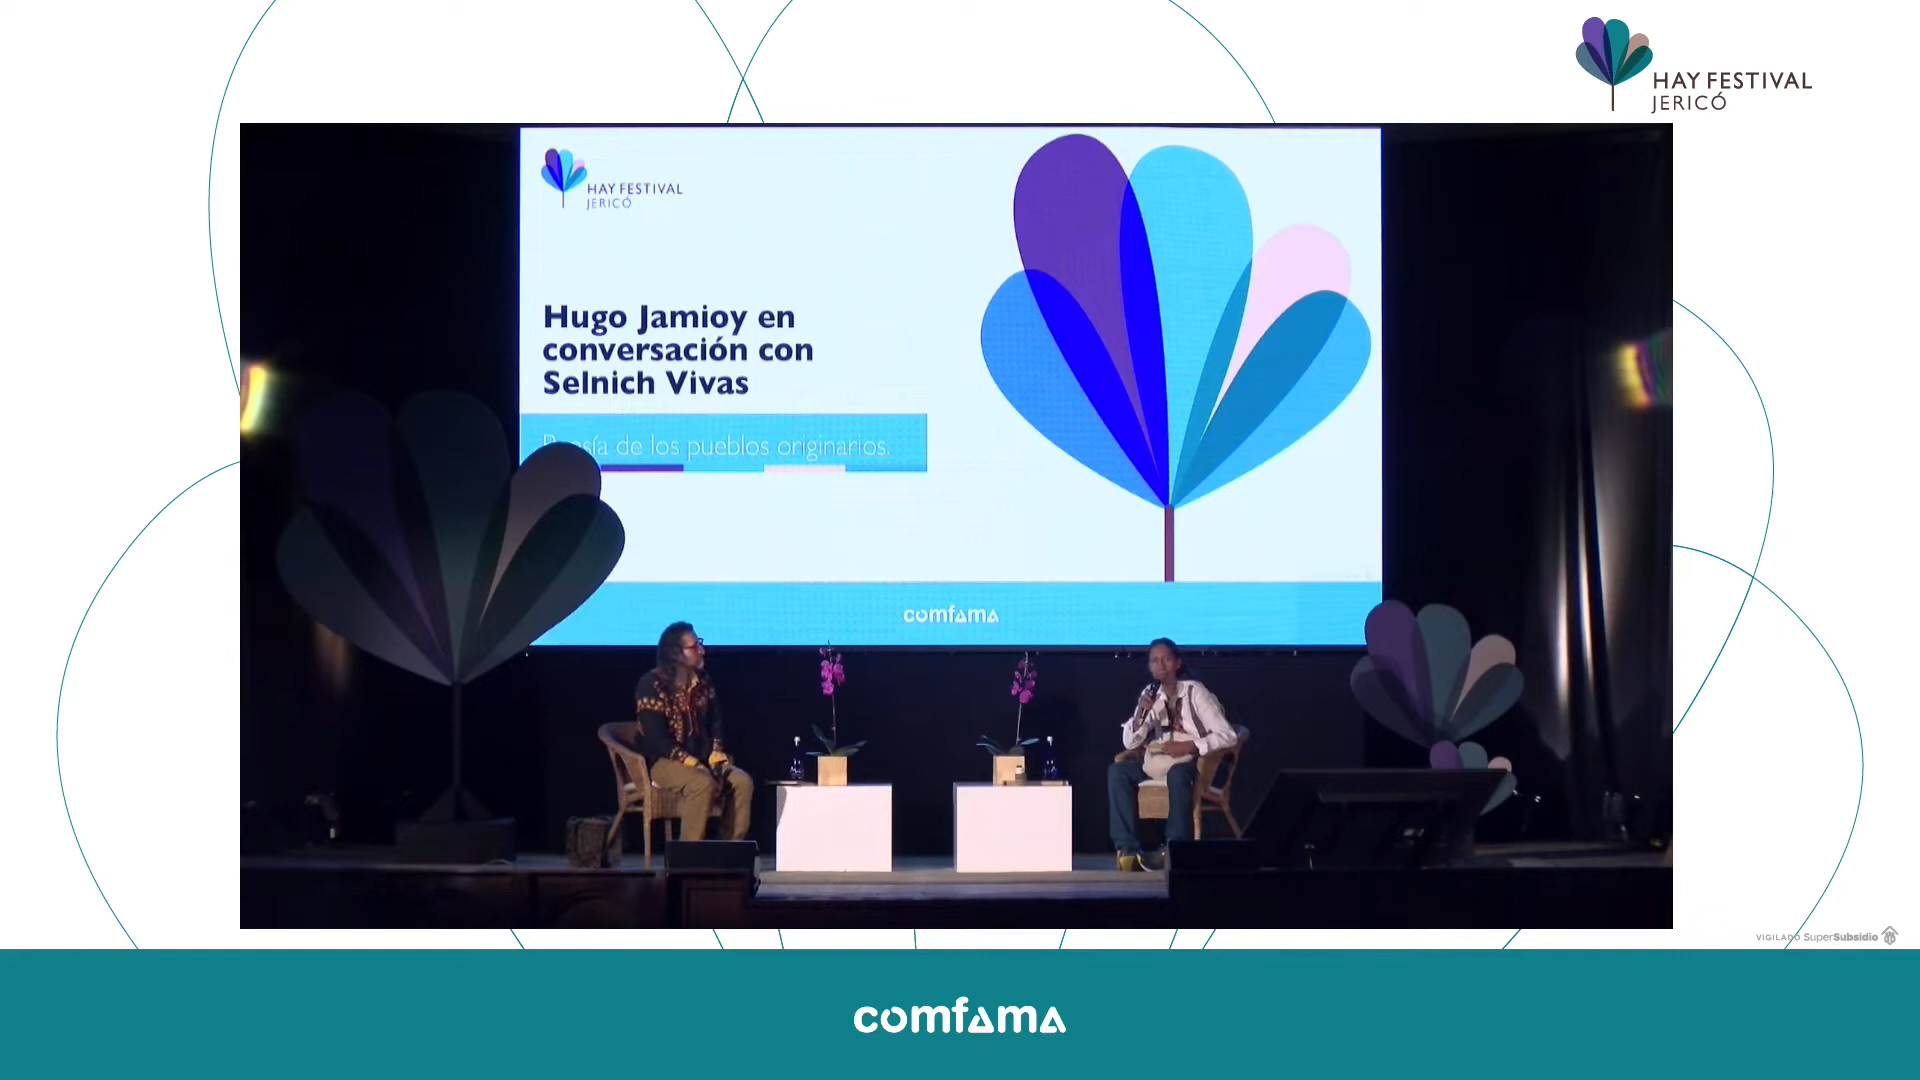 HAY FESTIVAL
JERICÓ
HAY FESTIVAL
JERICÓ
Hugo Jamioy en
conversación con
Selnich Vivas
Poesía de los pueblos originarios.
comfama
VIGILADO SuperSubsidio
comfama